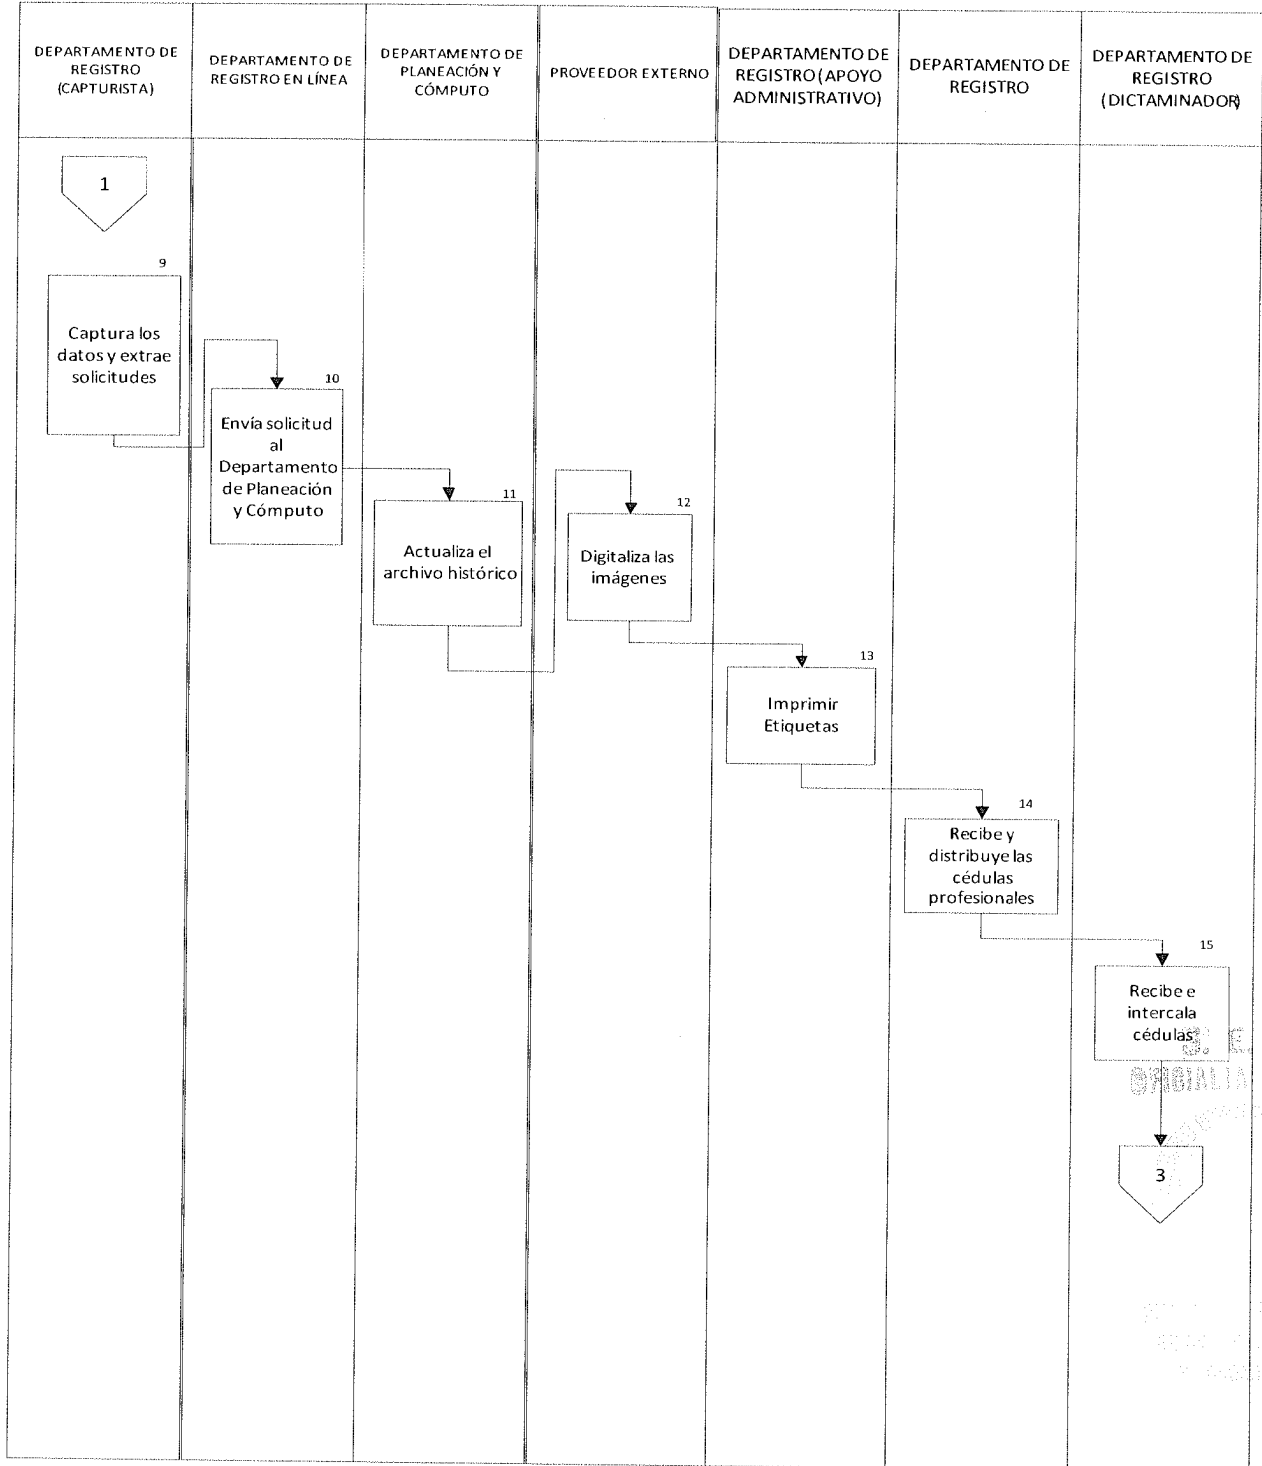 DEPARTAMENTO DE
REGISTRO
(CAPTURISTA)
DEPARTAMENTO DE
REGISTRO EN LÍNEA
DEPARTAMENTO DE
PLANEACIÓN Y
CÓMPUTO
PROVEEDOR EXTERNO
DEPARTAMENTO DE
REGISTRO (APOYO
ADMINISTRATIVO)
DEPARTAMENTO DE
REGISTRO
DEPARTAMENTO DE
REGISTRO
(DICTAMINADOR)
1
9
Captura los
datos y extrae
solicitudes
10
Envía solicitud
al
Departamento
de Planeación
y Cómputo
11
Actualiza el
archivo histórico
12
Digitaliza las
imágenes
13
Imprimir
Etiquetas
14
Recibe y
distribuye las
cédulas
profesionales
15
Recibe e
intercala
cédulas
S. E.
OFICIALIA
3